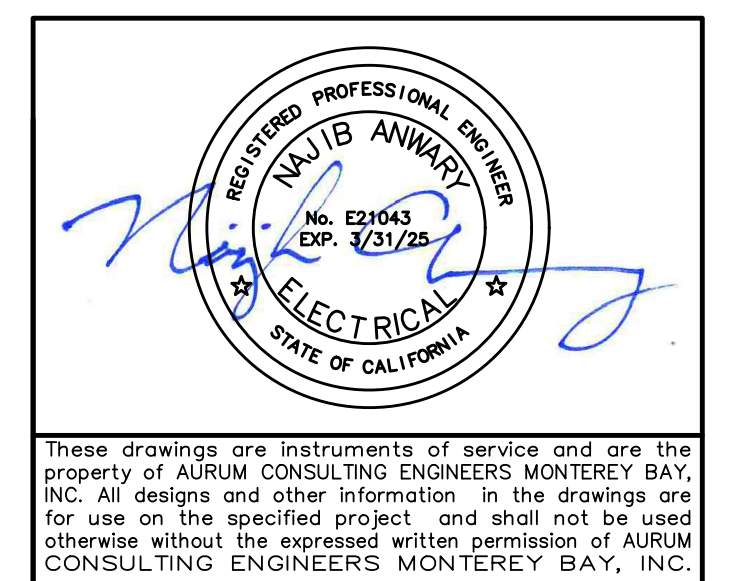 REGISTERED PROFESSIONAL ENGINEER
NAJIB ANWARY
No. E21043
EXP. 3/31/25
ELECTRICAL
STATE OF CALIFORNIA
These drawings are instruments of service and are the
property of AURUM CONSULTING ENGINEERS MONTEREY BAY,
INC. All designs and other information in the drawings are
for use on the specified project and shall not be used
otherwise without the expressed written permission of AURUM
CONSULTING ENGINEERS MONTEREY BAY, INC.